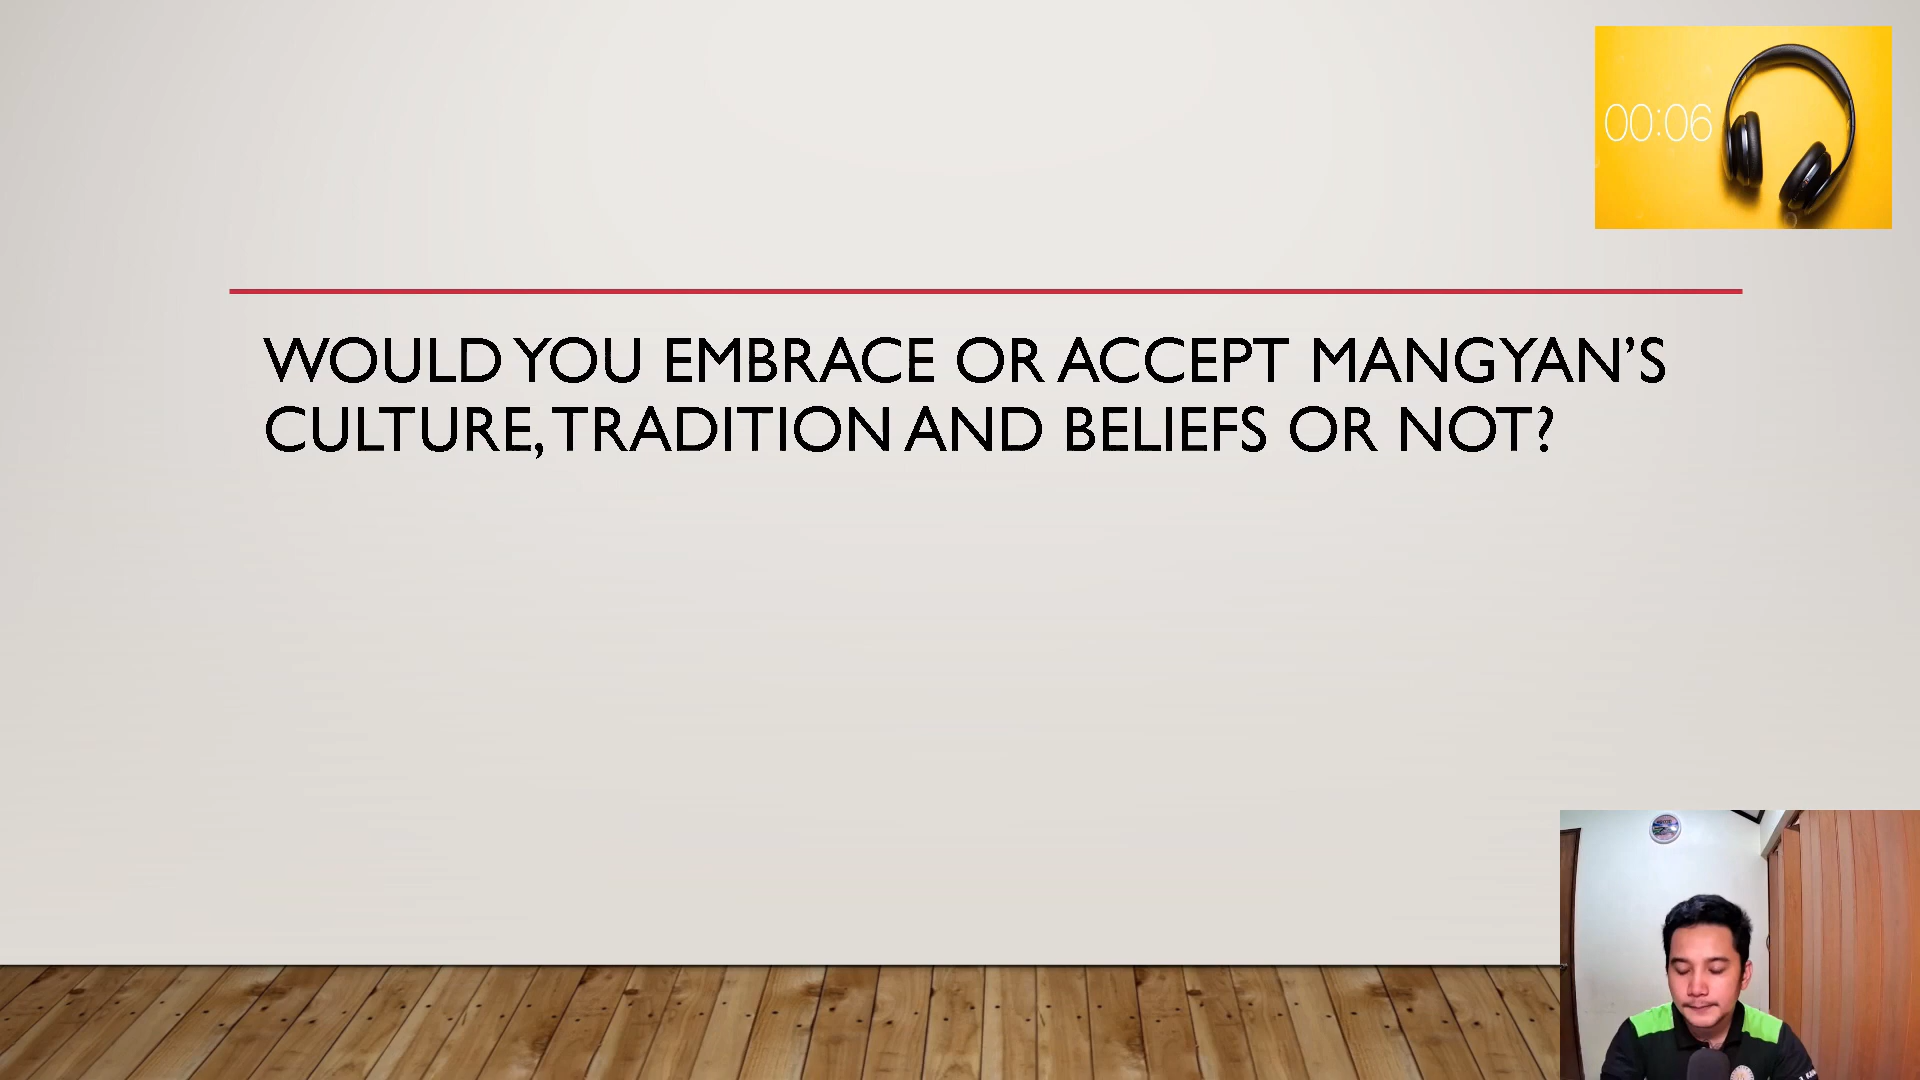 00:06
WOULD YOU EMBRACE OR ACCEPT MANGYAN’S
CULTURE, TRADITION AND BELIEFS OR NOT?